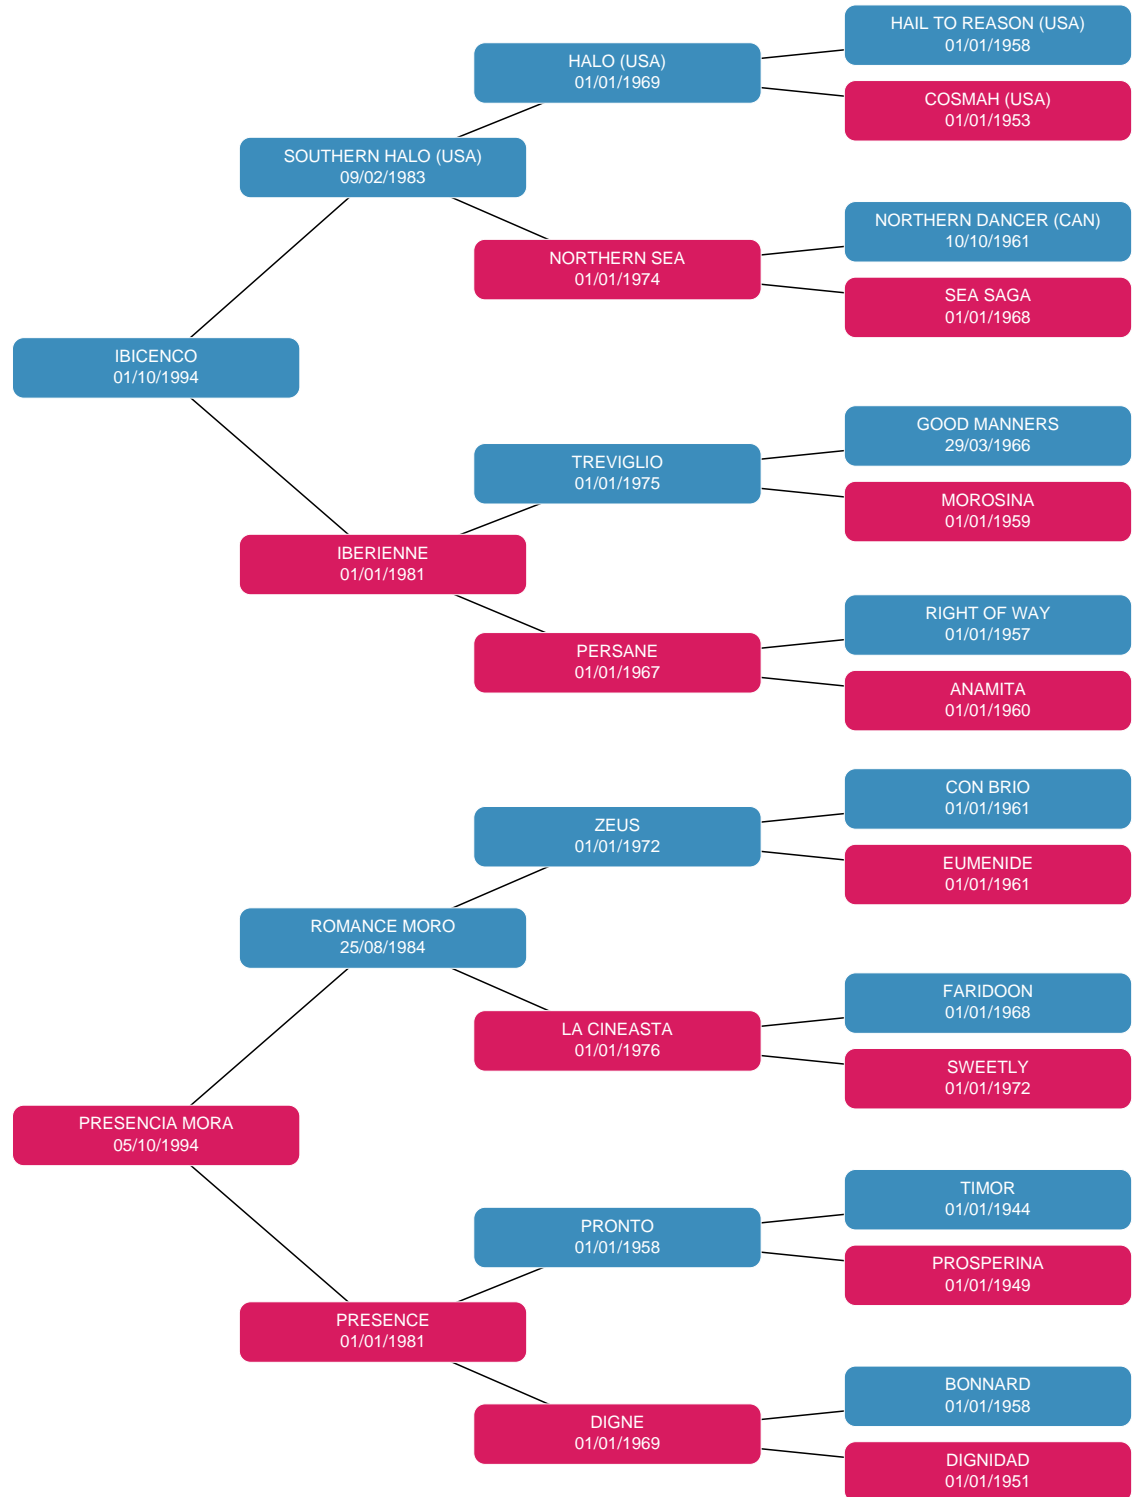 HAIL TO REASON (USA)
01/01/1958
HALO (USA)
01/01/1969
COSMAH (USA)
01/01/1953
SOUTHERN HALO (USA)
09/02/1983
NORTHERN DANCER (CAN)
10/10/1961
NORTHERN SEA
01/01/1974
SEA SAGA
01/01/1968
IBICENCO
01/10/1994
GOOD MANNERS
29/03/1966
TREVIGLIO
01/01/1975
MOROSINA
01/01/1959
IBERIENNE
01/01/1981
RIGHT OF WAY
01/01/1957
PERSANE
01/01/1967
ANAMITA
01/01/1960
CON BRIO
01/01/1961
ZEUS
01/01/1972
EUMENIDE
01/01/1961
ROMANCE MORO
25/08/1984
FARIDOON
01/01/1968
LA CINEASTA
01/01/1976
SWEETLY
01/01/1972
PRESENCIA MORA
05/10/1994
TIMOR
01/01/1944
PRONTO
01/01/1958
PROSPERINA
01/01/1949
PRESENCE
01/01/1981
BONNARD
01/01/1958
DIGNE
01/01/1969
DIGNIDAD
01/01/1951